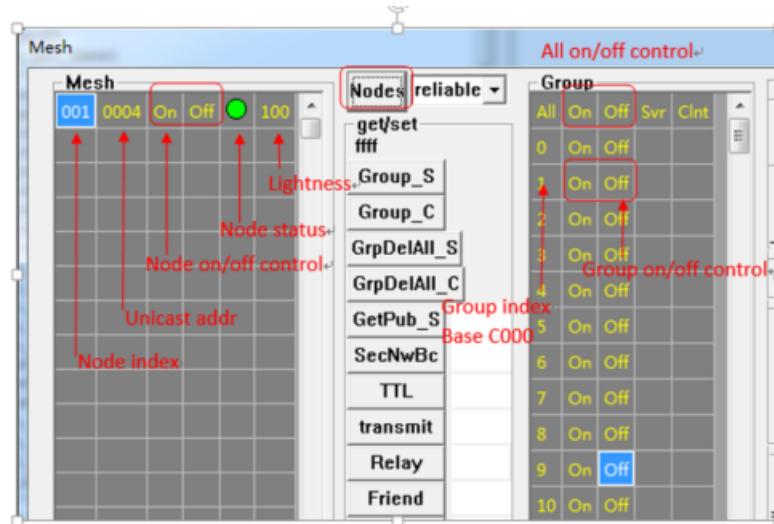 Mesh
All on/off control
Mesh
Nodes reliable
Group
001 0004 On Off 100
get/set
ffff
All On Off Svr Clnt
0 On Off
Lightness
Group_S
1 On Off
Node status
Group_C
2 On Off
Node on/off control
GrpDelAll_S
3 On Off
Group on/off control
GrpDelAll_C
4 On Off
Unicast addr
GetPub_S
Group index
Base C000
5 On Off
Node index
SecNwBc
6 On Off
TTL
7 On Off
transmit
8 On Off
Relay
9 On Off
Friend
10 On Off